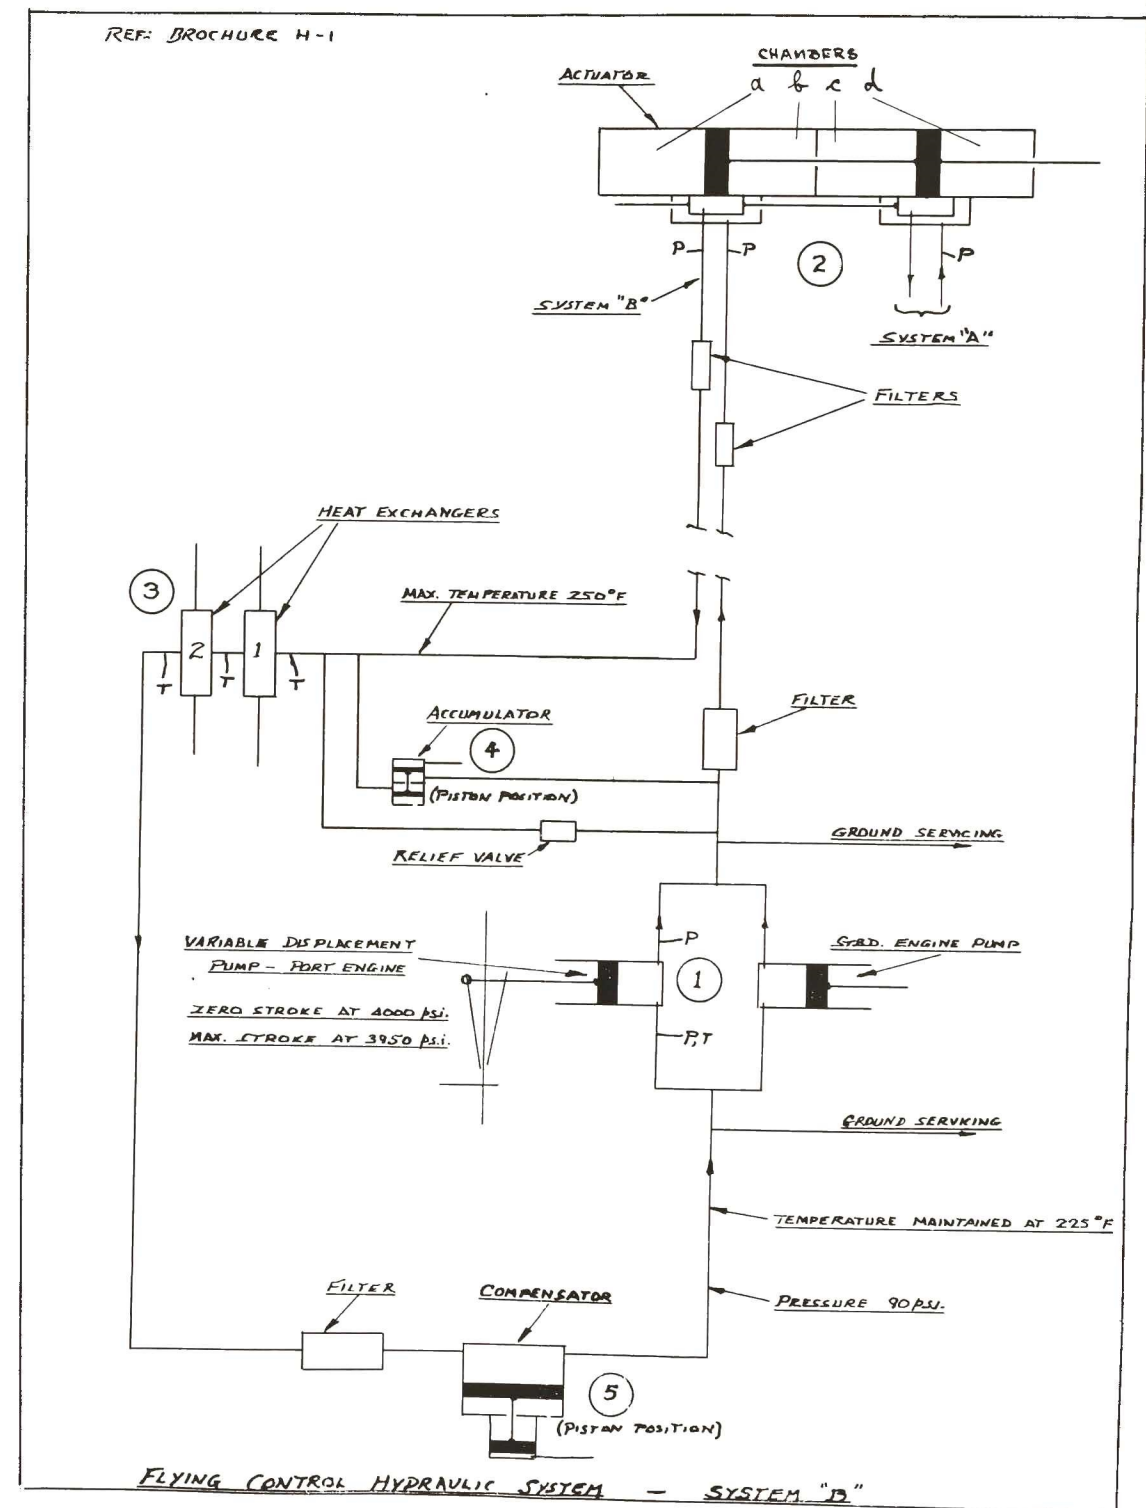 REF: BROCHURE H-1
CHAMBERS
ACTUATOR
a b c d
P P
2
P
SYSTEM "B"
SYSTEM "A"
FILTERS
HEAT EXCHANGERS
3
MAX. TEMPERATURE 250°F
2 1
T T T
ACCUMULATOR
4
FILTER
(PISTON POSITION)
GROUND SERVICING
RELIEF VALVE
VARIABLE DISPLACEMENT
PUMP - PORT ENGINE
P
STBD. ENGINE PUMP
1
ZERO STROKE AT 4000 psi.
MAX. STROKE AT 3950 psi.
P,T
GROUND SERVICING
TEMPERATURE MAINTAINED AT 225°F
FILTER
COMPENSATOR
PRESSURE 90 psi.
5
(PISTON POSITION)
FLYING CONTROL HYDRAULIC SYSTEM - SYSTEM "B"